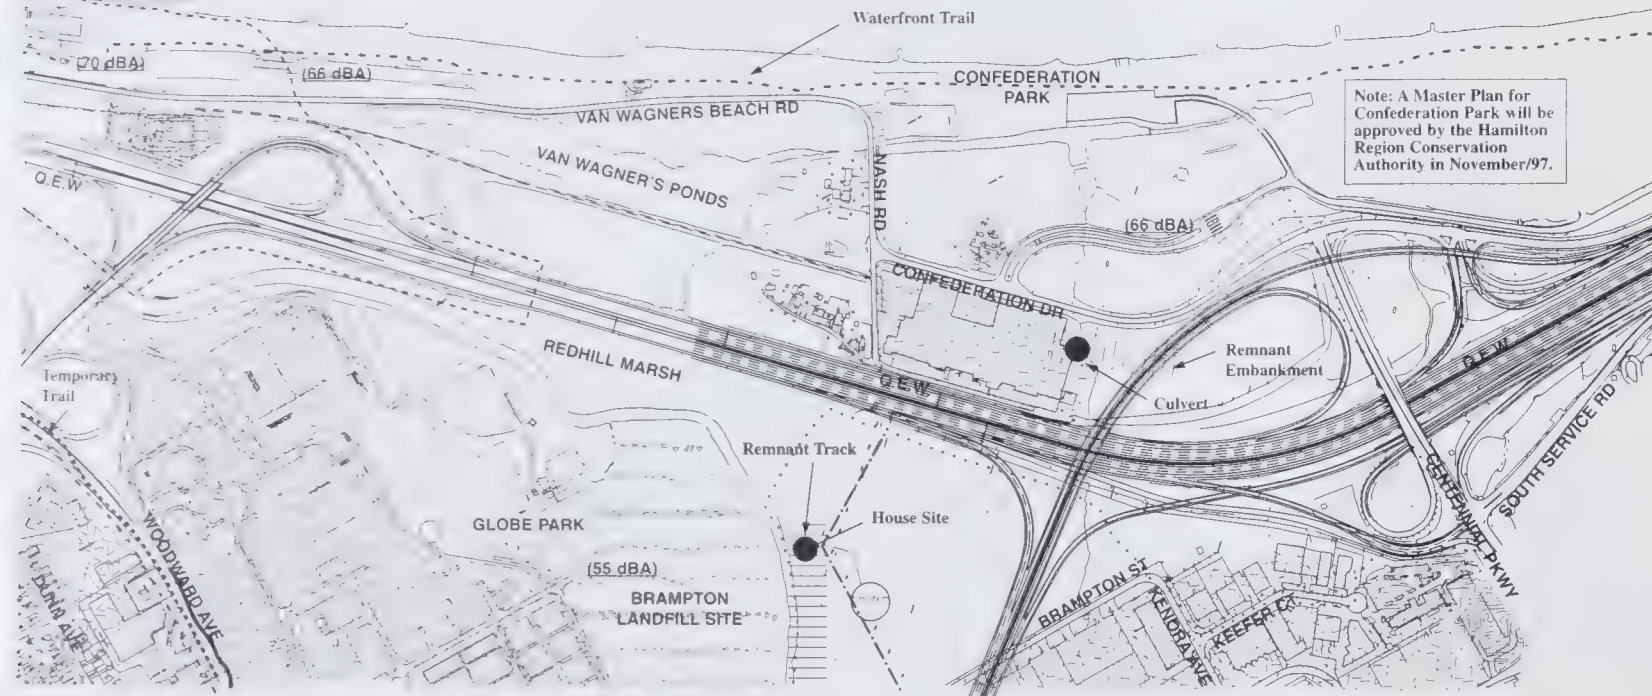 Waterfront Trail
(70 dBA)
(66 dBA)
CONFEDERATION
PARK
Note: A Master Plan for
Confederation Park will be
approved by the Hamilton
Region Conservation
Authority in November/97.
VAN WAGNERS BEACH RD
VAN WAGNER'S PONDS
NASH RD
Q.E.W
(66 dBA)
CONFEDERATION DR
REDHILL MARSH
Q.E.W.
Remnant
Embankment
Culvert
Q.E.W.
Temporary
Trail
Remnant Track
House Site
CENTENNIAL PKWY
SOUTH SERVICE RD
GLOBE PARK
WOODWARD AVE
(55 dBA)
BRAMPTON
LANDFILL SITE
BRAMPTON ST
KENORA AVE
KEEFER CT
DUNN AVE